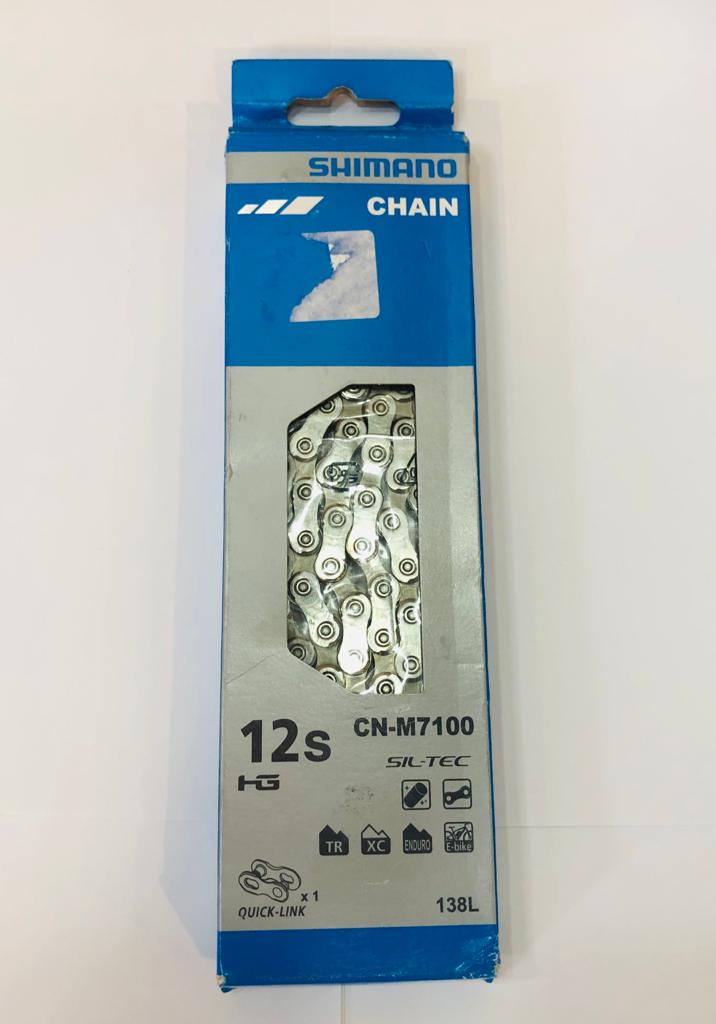 SHIMANO
CHAIN
12s
CN-M7100
SIL-TEC
HG
TR
XC
ENDURO
E-bike
x 1
QUICK-LINK
138L